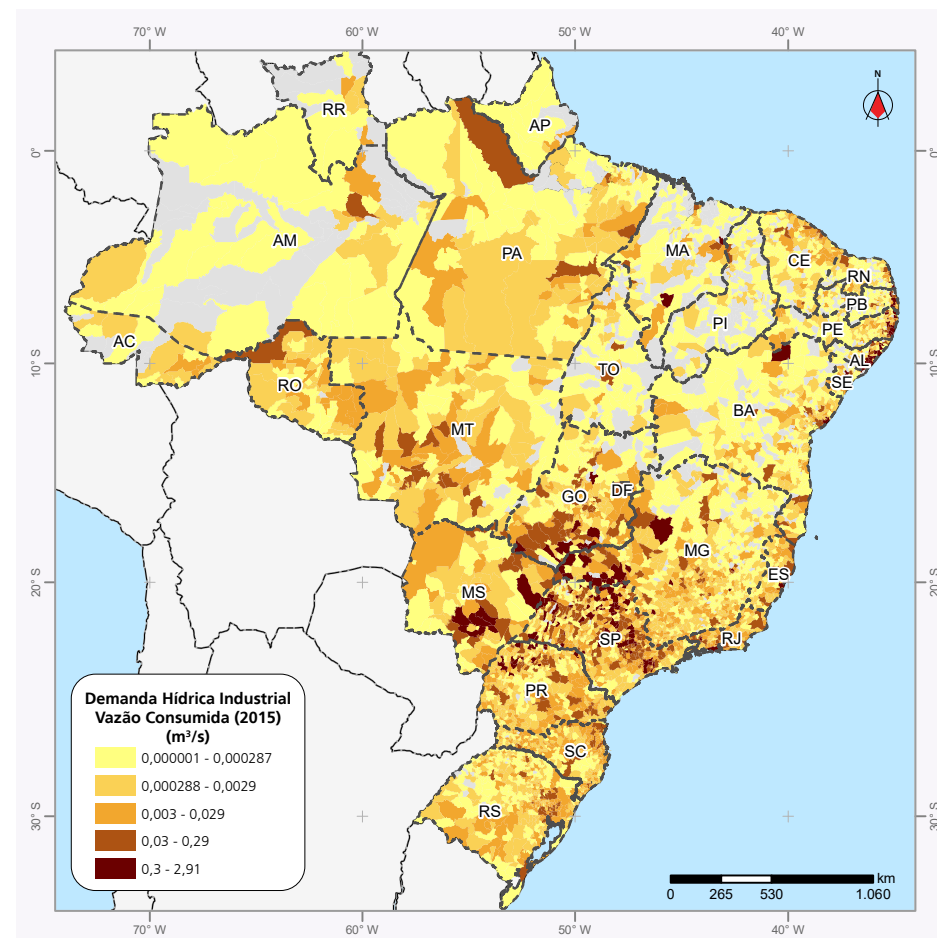 70° W 60° W 50° W 40° W
N
RR
AP
0° 0°
AM
PA
MA
CE
RN
PB
PI
PE
AC
AL
10° S 10° S
TO
SE
RO
BA
MT
GO
DF
MG
ES
20° S 20° S
MS
SP
RJ
PR
SC
RS
30° S 30° S
Demanda Hídrica Industrial
Vazão Consumida (2015)
(m³/s)
0,000001 - 0,000287
0,000288 - 0,0029
0,003 - 0,029
0,03 - 0,29
0,3 - 2,91
km
0 265 530 1.060
70° W 60° W 50° W 40° W